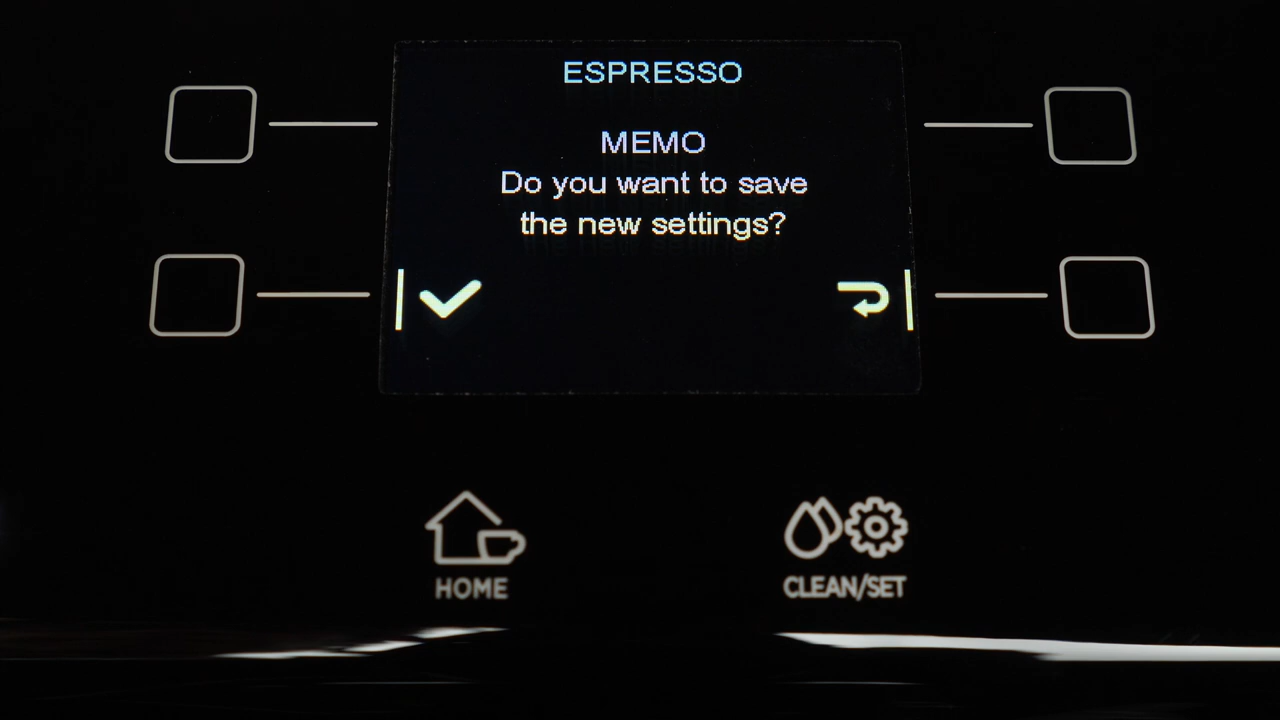 ESPRESSO
MEMO
Do you want to save
the new settings?
HOME
CLEAN/SET